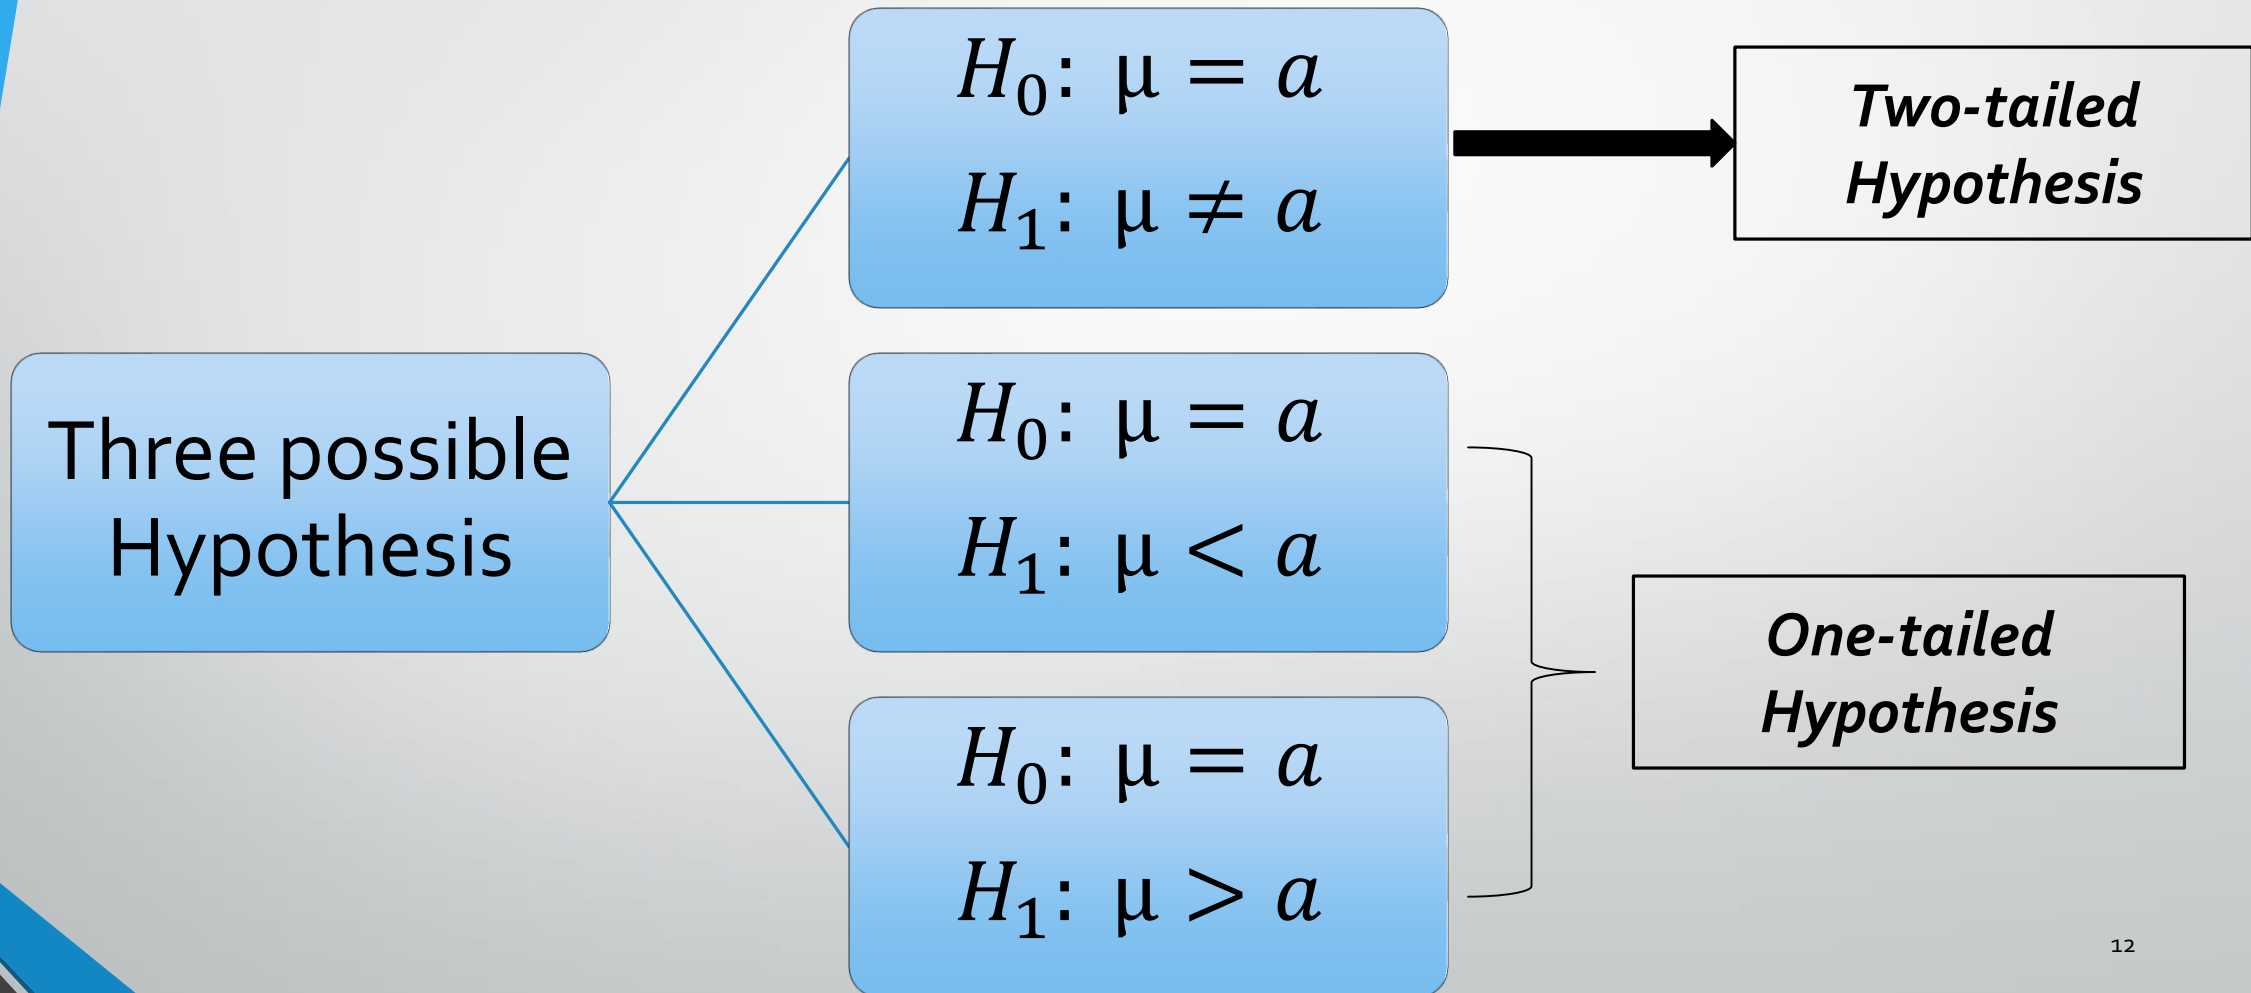 Three possible
Hypothesis
H₀: μ = a
H₁: μ ≠ a
Two-tailed
Hypothesis
H₀: μ = a
H₁: μ < a
H₀: μ = a
H₁: μ > a
One-tailed
Hypothesis
12